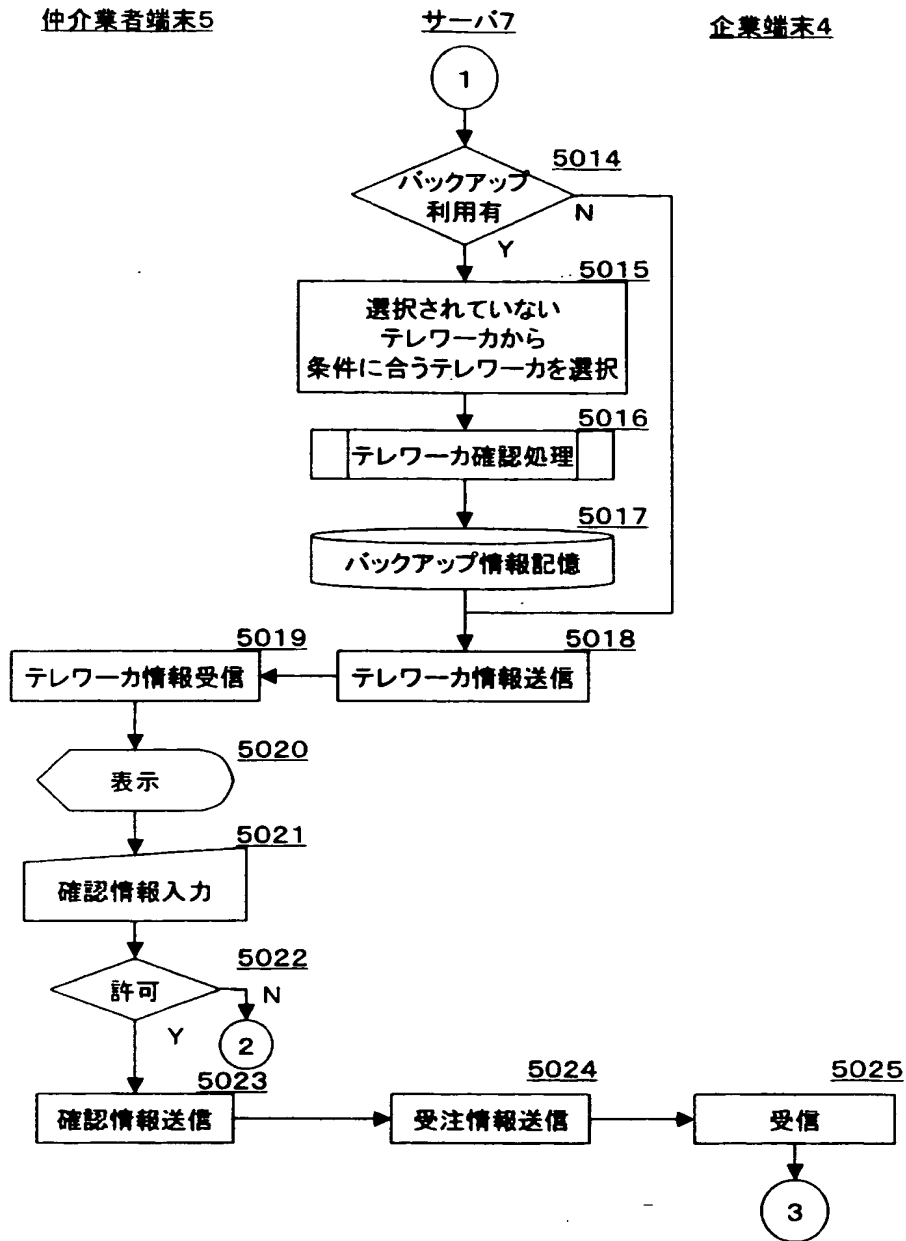 仲介業者端末5
サーバ7
企業端末4
1
5014
バックアップ
利用有
N
Y
5015
選択されていない
テレワーカから
条件に合うテレワーカを選択
5016
テレワーカ確認処理
5017
バックアップ情報記憶
5019
5018
テレワーカ情報受信
テレワーカ情報送信
5020
表示
5021
確認情報入力
5022
許可
N
Y
2
5023
5024
5025
確認情報送信
受注情報送信
受信
3